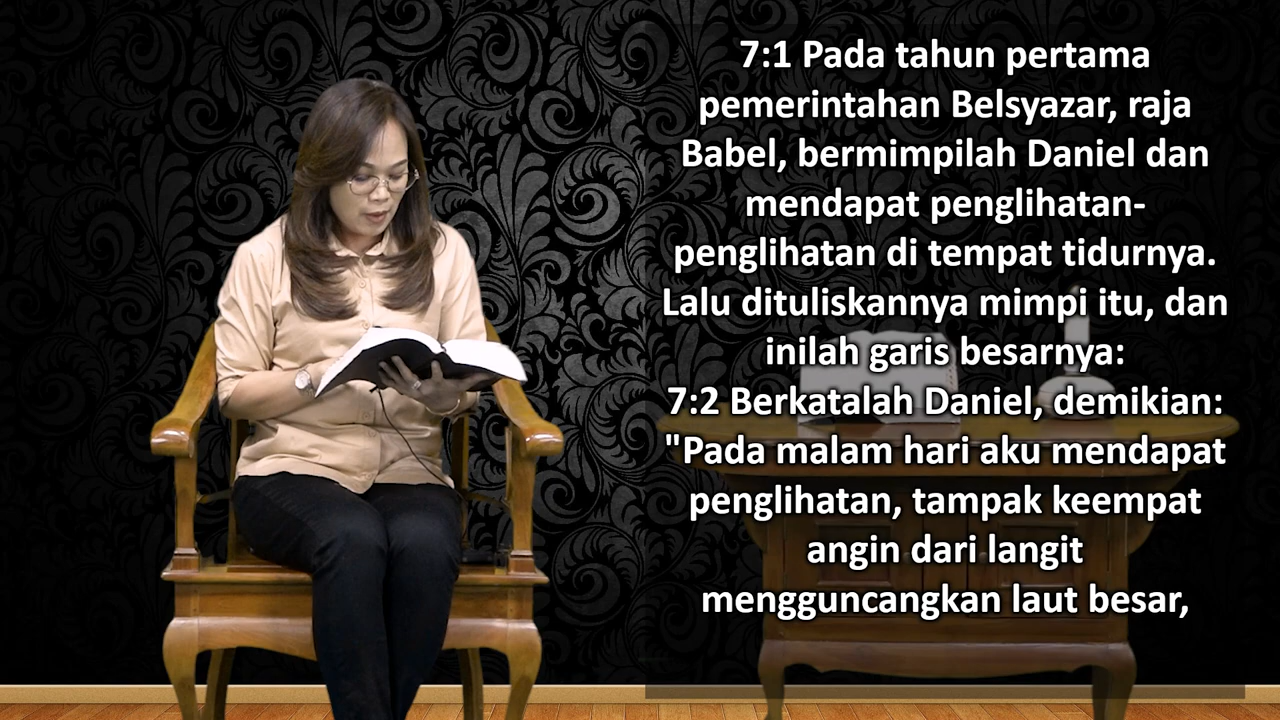 7:1 Pada tahun pertama
pemerintahan Belsyazar, raja
Babel, bermimpilah Daniel dan
mendapat penglihatan-
penglihatan di tempat tidurnya.
Lalu dituliskannya mimpi itu, dan
inilah garis besarnya:
7:2 Berkatalah Daniel, demikian:
"Pada malam hari aku mendapat
penglihatan, tampak keempat
angin dari langit
mengguncangkan laut besar,